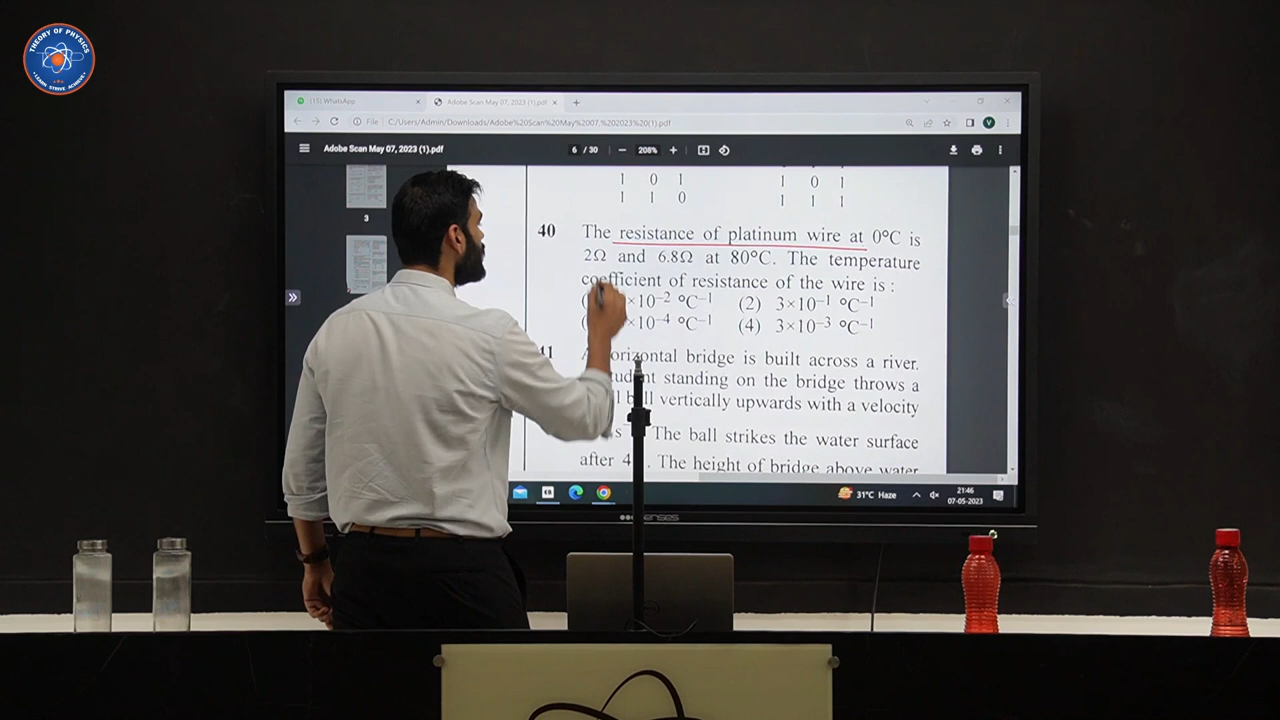 THEORY OF PHYSICS
LEARN STRIVE ACHIEVE
(15) WhatsApp
Adobe Scan May 07, 2023 (1).pdf
File C:/Users/Admin/Downloads/Adobe%20Scan%20May%2007,%202023%20(1).pdf
Adobe Scan May 07, 2023 (1).pdf
6 / 30
208%
3
1 0 1 1 0 1
1 1 0 1 1 1
40 The resistance of platinum wire at 0°C is
2Ω and 6.8Ω at 80°C. The temperature
coefficient of resistance of the wire is :
×10⁻² °C⁻¹ (2) 3×10⁻¹ °C⁻¹
×10⁻⁴ °C⁻¹ (4) 3×10⁻³ °C⁻¹
41 A horizontal bridge is built across a river.
standing on the bridge throws a
vertically upwards with a velocity
The ball strikes the water surface
after 4 . The height of bridge above water
31°C Haze
21:46
07-05-2023